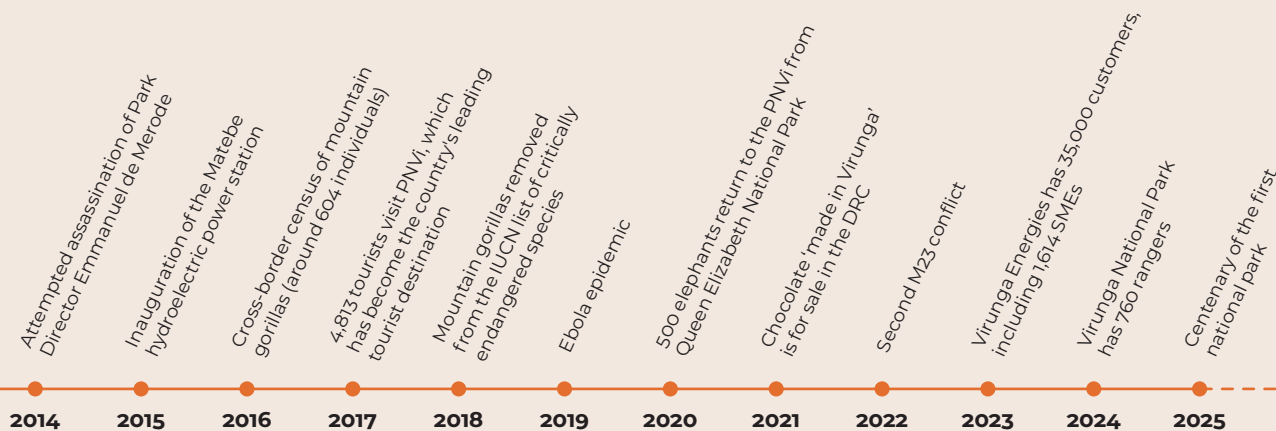 Attempted assassination of Park
Director Emmanuel de Merode
Inauguration of the Matebe
hydroelectric power station
Cross-border census of mountain
gorillas (around 604 individuals)
4,813 tourists visit PNVi, which
has become the country's leading
tourist destination
Mountain gorillas removed
from the IUCN list of critically
endangered species
Ebola epidemic
500 elephants return to the PNVi from
Queen Elizabeth National Park
Chocolate 'made in Virunga'
is for sale in the DRC
Second M23 conflict
Virunga Energies has 35,000 customers,
including 1,614 SMEs
Virunga National Park
has 760 rangers
Centenary of the first
national park
2014 2015 2016 2017 2018 2019 2020 2021 2022 2023 2024 2025